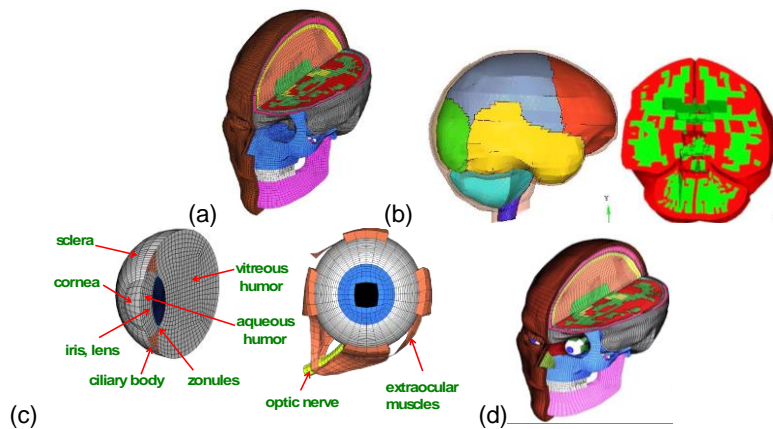 (a)
(b)
Y
sclera
cornea
iris, lens
ciliary body
vitreous
humor
aqueous
humor
zonules
optic nerve
extraocular
muscles
(c)
(d)